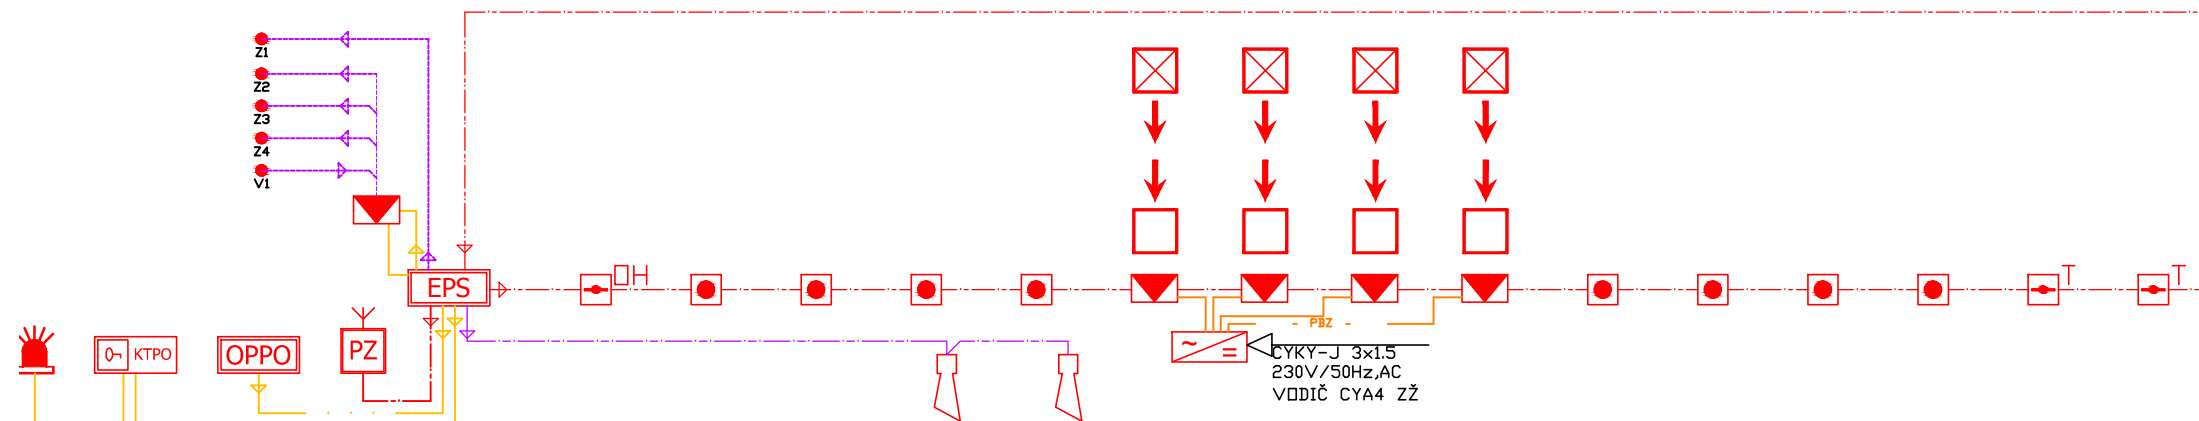 Z1
Z2
Z3
Z4
V1
EPS
OH
T
T
PBZ
~
=
KTPO
OPPO
PZ
CYKY-J 3x1.5
230V/50Hz,AC
VODIČ CYA4 ZŽ